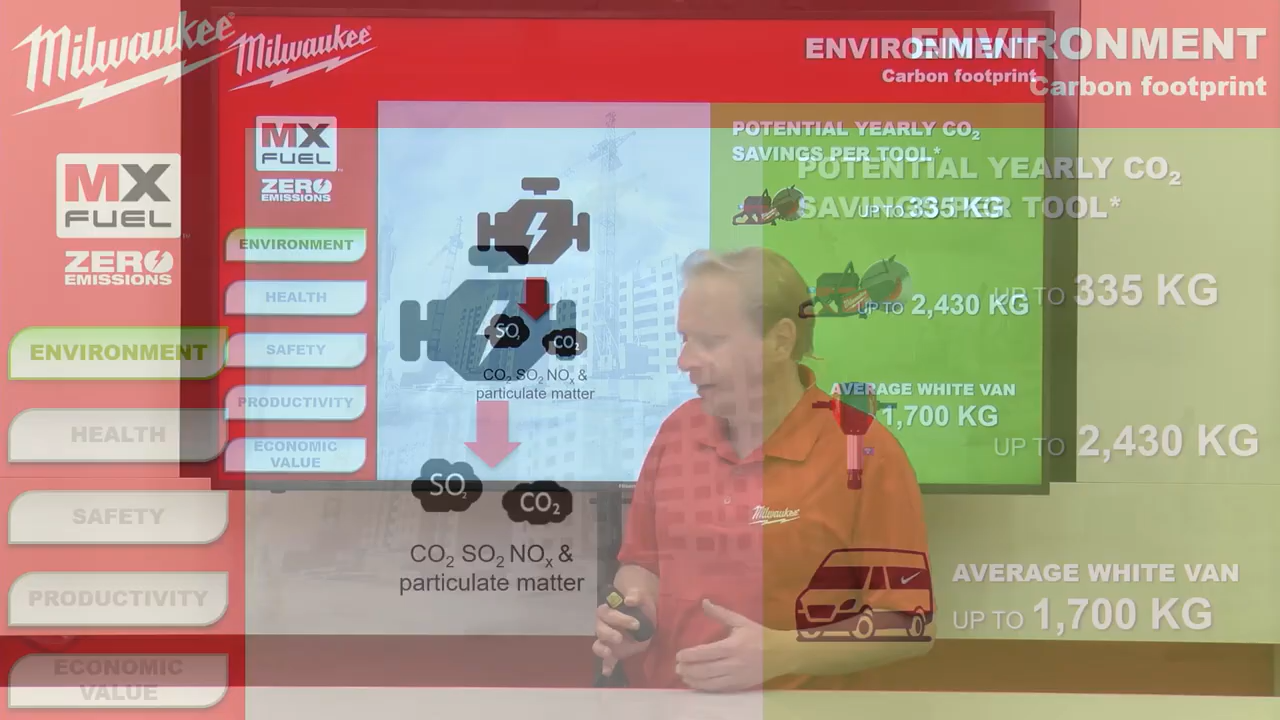 Milwaukee
Milwaukee
ENVIRONMENT
Carbon footprint
ENVIRONMENT
Carbon footprint
MX
FUEL
ZERO
EMISSIONS
ENVIRONMENT
HEALTH
SAFETY
PRODUCTIVITY
ECONOMIC
VALUE
SO2
CO2
CO2 SO2 NOx &
particulate matter
POTENTIAL YEARLY CO2
SAVINGS PER TOOL*
UP TO 335 KG
UP TO 2,430 KG
AVERAGE WHITE VAN
1,700 KG
Milwaukee
MX
FUEL
ZERO
EMISSIONS
ENVIRONMENT
HEALTH
SAFETY
PRODUCTIVITY
ECONOMIC
VALUE
SO2
CO2
CO2 SO2 NOx &
particulate matter
POTENTIAL YEARLY CO2
SAVINGS PER TOOL*
UP TO 335 KG
UP TO 2,430 KG
AVERAGE WHITE VAN
UP TO 1,700 KG